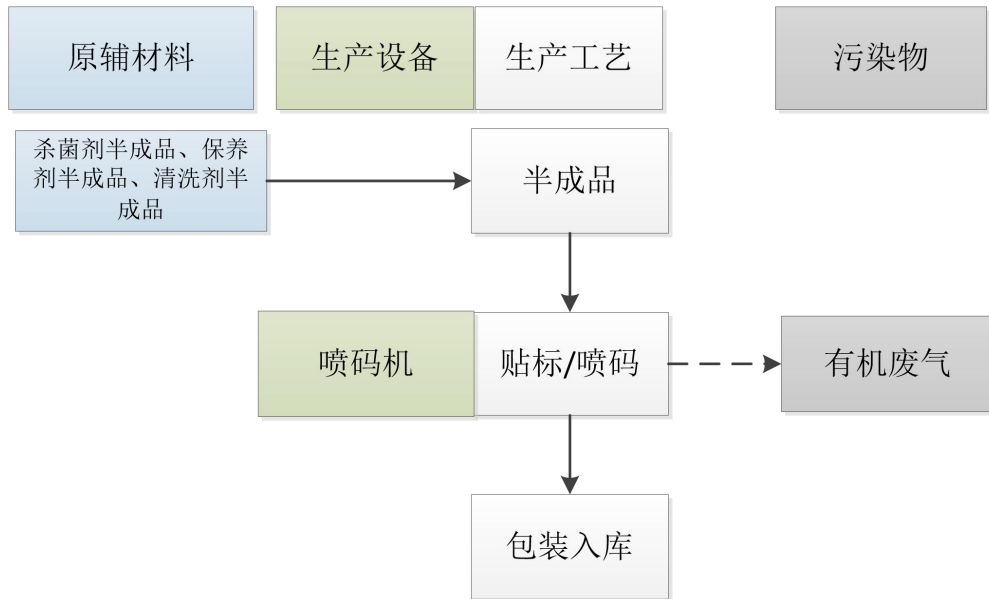 原辅材料
生产设备
生产工艺
污染物
杀菌剂半成品、保养
剂半成品、清洗剂半
成品
半成品
喷码机
贴标/喷码
有机废气
包装入库